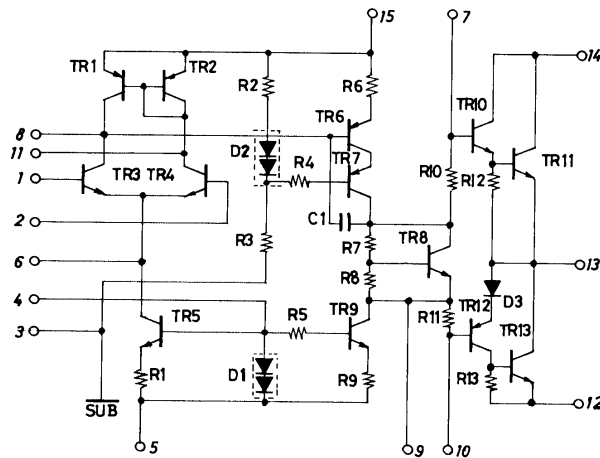 15
7
14
TR1
TR2
R2
R6
TR6
TR10
8
D2
TR7
TR11
11
R4
R10
R12
1
TR3
TR4
C1
2
R3
R7
TR8
6
R8
13
4
TR9
TR12
D3
TR5
R5
R11
TR13
3
R1
D1
R9
R13
SUB
12
5
9
10